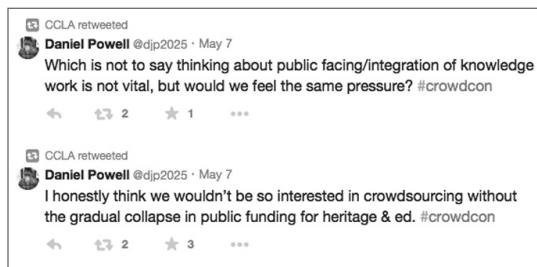 CCLA retweeted
Daniel Powell @djp2025 · May 7
Which is not to say thinking about public facing/integration of knowledge
work is not vital, but would we feel the same pressure? #crowdcon
2 1
CCLA retweeted
Daniel Powell @djp2025 · May 7
I honestly think we wouldn't be so interested in crowdsourcing without
the gradual collapse in public funding for heritage & ed. #crowdcon
2 3